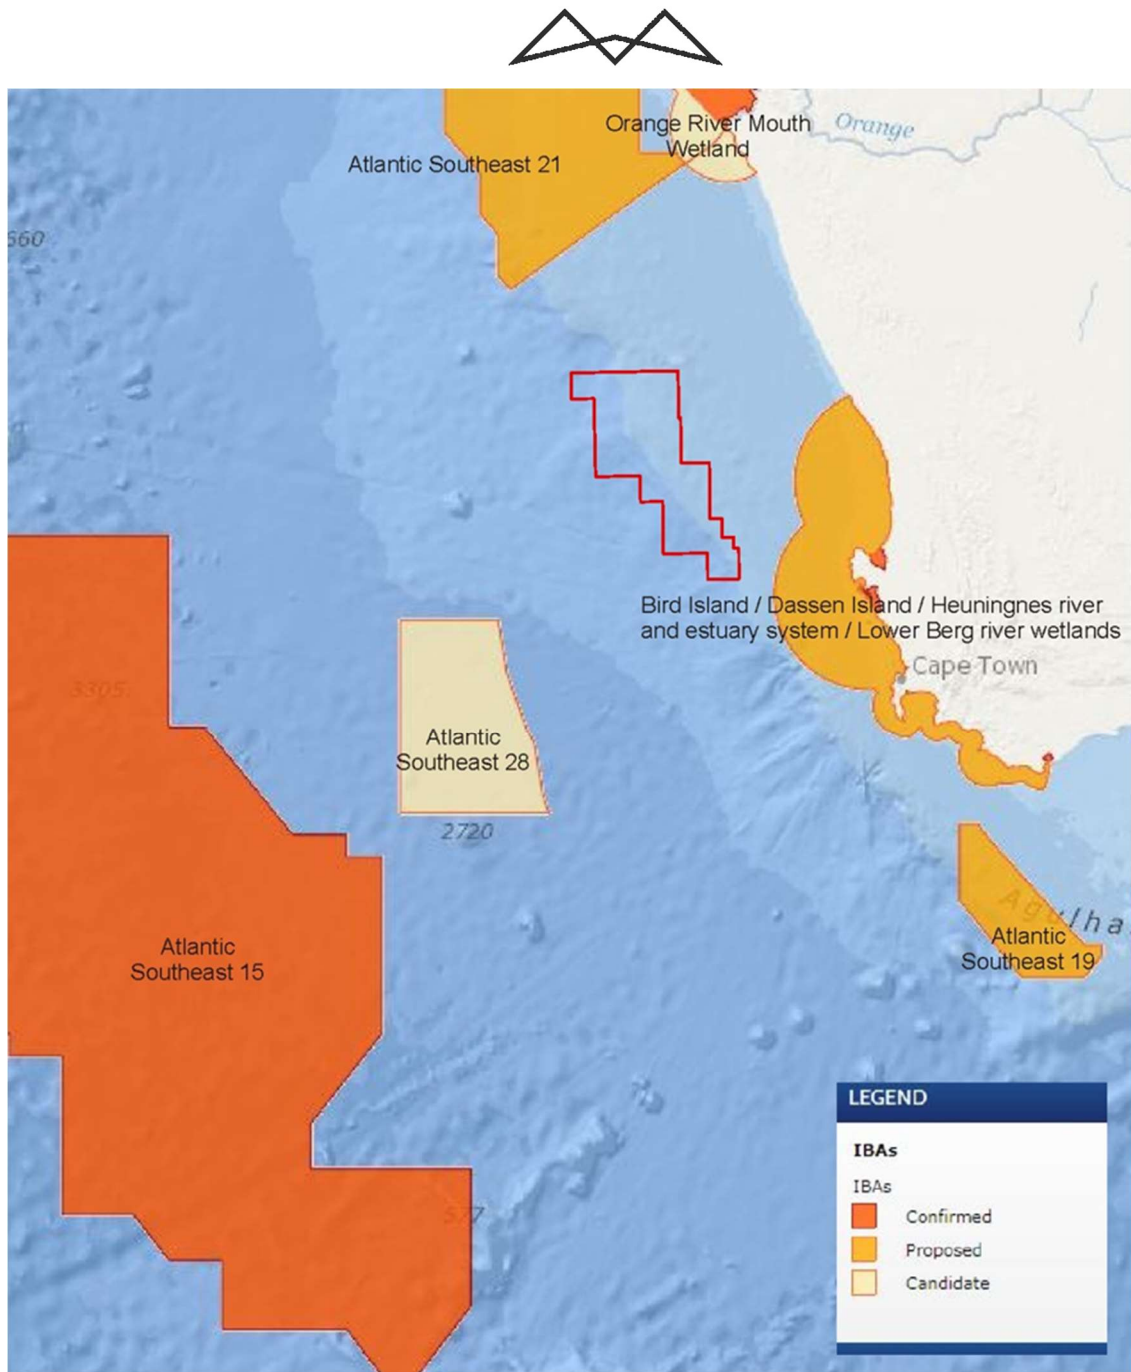 Orange River Mouth
Wetland
Orange
Atlantic Southeast 21
560
Bird Island / Dassen Island / Heuningnes river
and estuary system / Lower Berg river wetlands
Cape Town
3305
Atlantic
Southeast 28
2720
Agulha
Atlantic
Southeast 19
Atlantic
Southeast 15
577
LEGEND
IBAs
IBAs
Confirmed
Proposed
Candidate